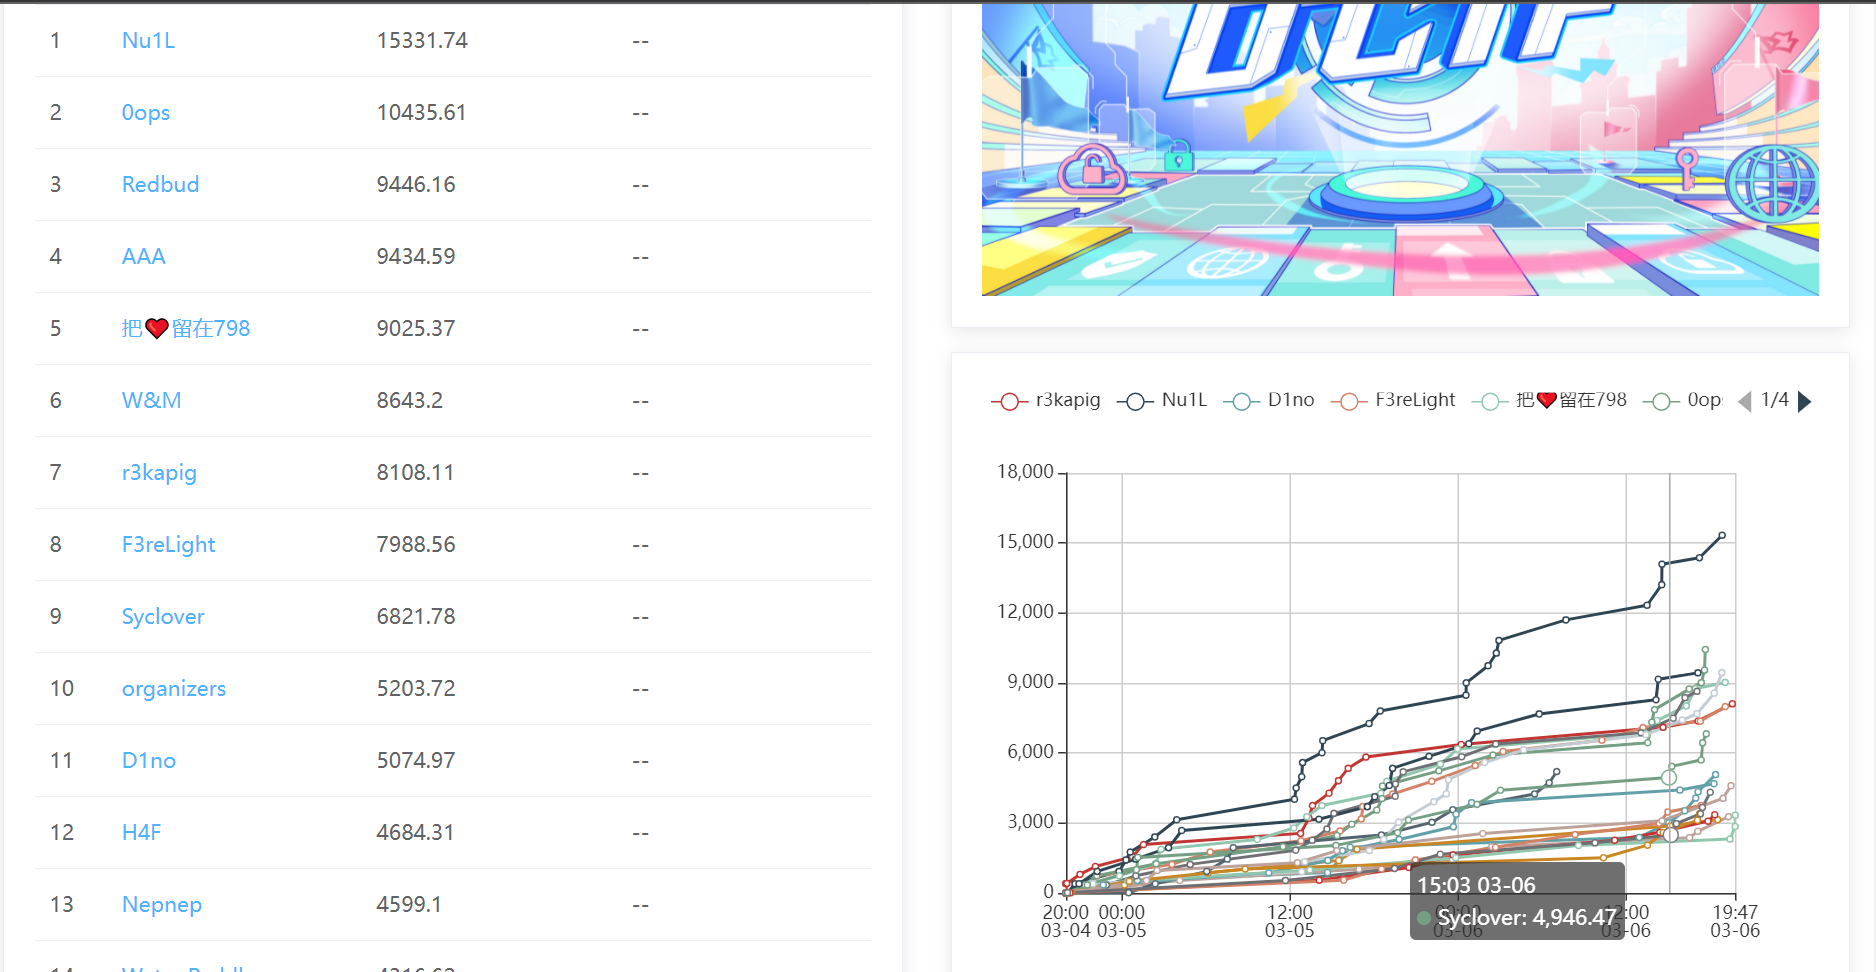 1 Nu1L 15331.74 --
2 0ops 10435.61 --
3 Redbud 9446.16 --
4 AAA 9434.59 --
5 把❤️留在798 9025.37 --
6 W&M 8643.2 --
7 r3kapig 8108.11 --
8 F3reLight 7988.56 --
9 Syclover 6821.78 --
10 organizers 5203.72 --
11 D1no 5074.97 --
12 H4F 4684.31 --
13 Nepnep 4599.1 --
r3kapig Nu1L D1no F3reLight 把❤️留在798 0ops 1/4
18,000
15,000
12,000
9,000
6,000
3,000
0
20:00 00:00 12:00 12:00 19:47
03-04 03-05 03-05 03-06 03-06 03-06
15:03 03-06
Syclover: 4,946.47